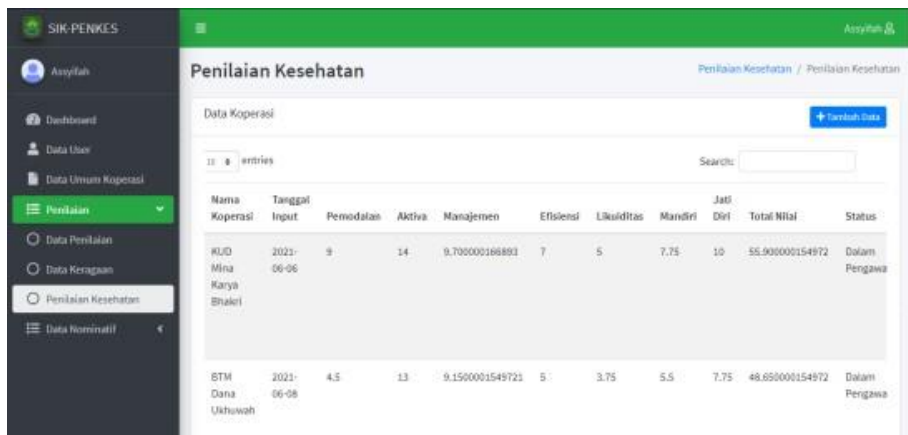 SIK-PENKES
Assyifah
Assyifah
Dashboard
Data User
Data Umum Koperasi
Penilaian
Data Penilaian
Data Keragaan
Penilaian Kesehatan
Data Nominatif
Penilaian Kesehatan
Penilaian Kesehatan / Penilaian Kesehatan
Data Koperasi
+ Tambah Data
10 entries
Search:
Nama Koperasi Tanggal Input Pemodalan Aktiva Manajemen Efisiensi Likuiditas Mandiri Jati Diri Total Nilai Status
KUD Mina Karya Bhakri 2021-06-06 9 14 9.700000166893 7 5 7.75 10 55.900000154972 Dalam Pengawa
BTM Dana Ukhuwah 2021-06-08 4.5 13 9.1500001549721 5 3.75 5.5 7.75 48.650000154972 Dalam Pengawa